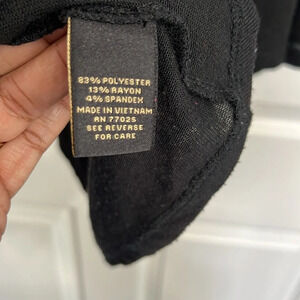 83% POLYESTER
13% RAYON
4% SPANDEX
MADE IN VIETNAM
RN 77025
SEE REVERSE
FOR CARE